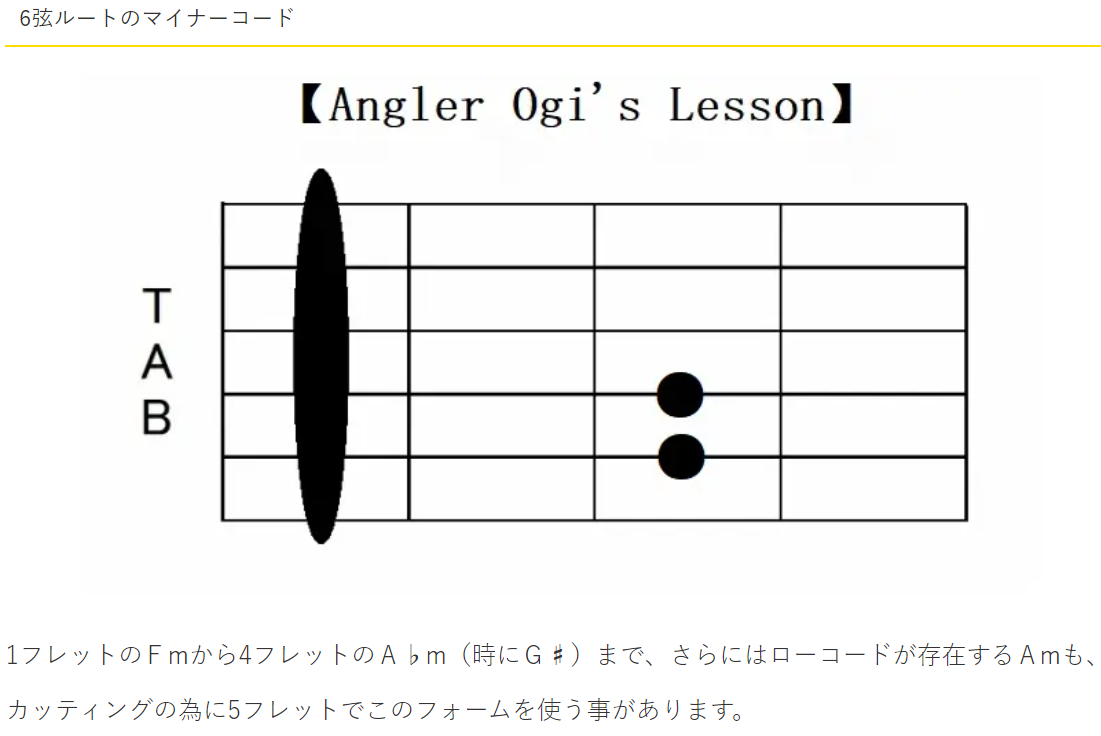 6弦ルートのマイナーコード
【Angler Ogi's Lesson】
T
A
B
1フレットのFmから4フレットのA♭m（時にG♯）まで、さらにはローコードが存在するAmも、
カッティングの為に5フレットでこのフォームを使う事があります。